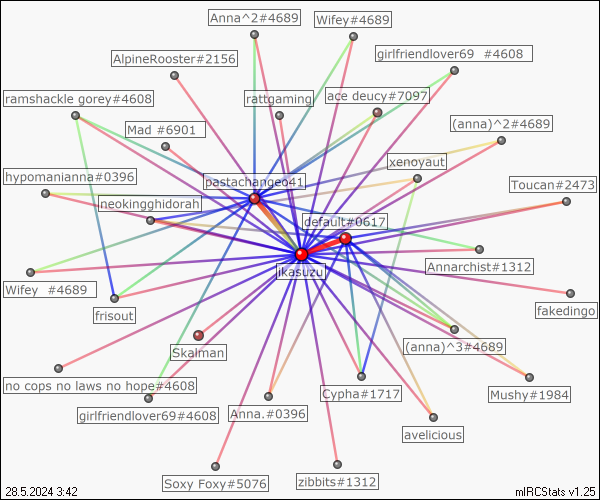 Anna^2#4689
Wifey#4689
girlfriendlover69  #4608
AlpineRooster#2156
ramshackle gorey#4608
rattgaming
ace deucy#7097
Mad #6901
(anna)^2#4689
xenoyaut
hypomanianna#0396
pastachangeo41
Toucan#2473
neokingghidorah
default#0617
ikasuzu
Annarchist#1312
Wifey  #4689
frisout
fakedingo
Skalman
(anna)^3#4689
no cops no laws no hope#4608
Cypha#1717
Mushy#1984
girlfriendlover69#4608
Anna.#0396
avelicious
Soxy Foxy#5076
zibbits#1312
28.5.2024 3:42
mIRCStats v1.25